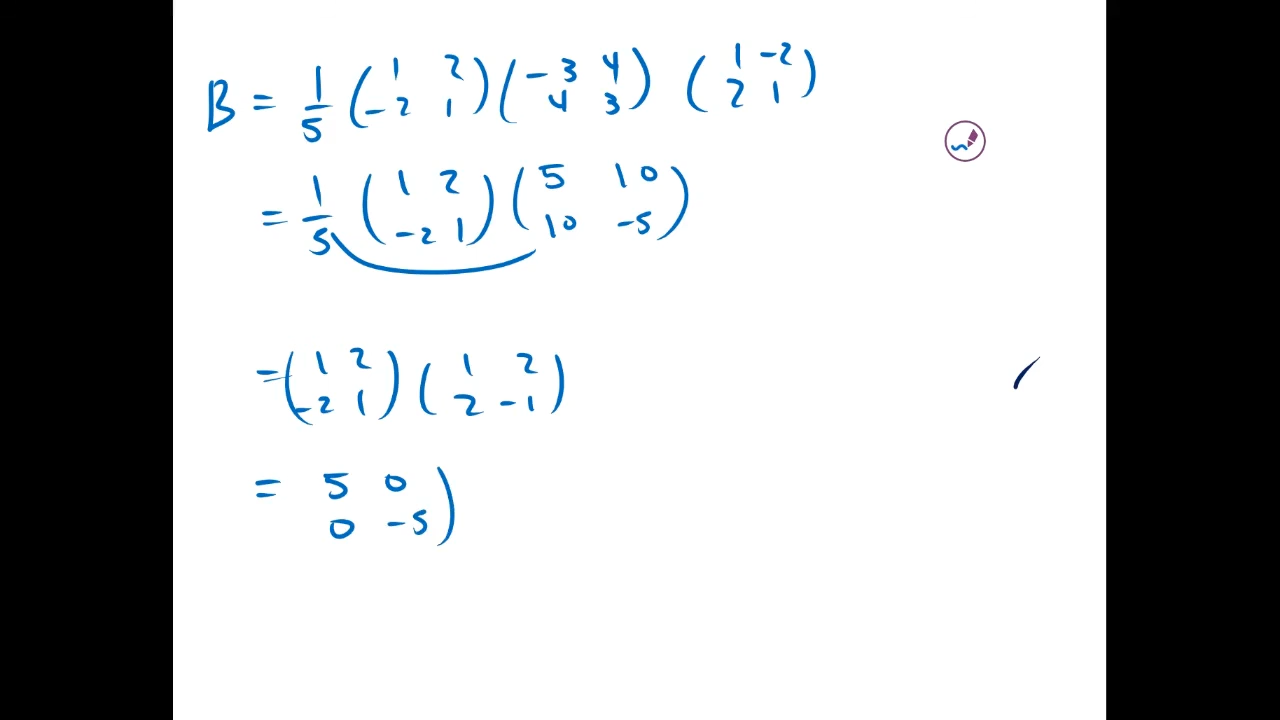 B = 1/5 ( 1 2 ) ( -3 4 ) ( 1 -2 )
( -2 1 ) ( 4 3 ) ( 2 1 )
= 1/5 ( 1 2 ) ( 5 10 )
( -2 1 ) ( 10 -5 )
= ( 1 2 ) ( 1 2 )
( -2 1 ) ( 2 -1 )
= 5 0 )
0 -5 )